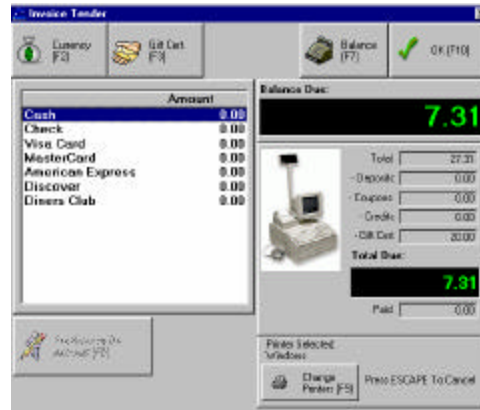 Invoice Tender
Currency [F2]
Gift Cert. [F3]
Balance (F7)
OK (F10)
Amount
Cash 0.00
Check 0.00
Visa Card 0.00
MasterCard 0.00
American Express 0.00
Discover 0.00
Diners Club 0.00
Balance Due:
7.31
Total 27.31
- Deposits 0.00
- Coupons 0.00
- Credits 0.00
- Gift Cert 20.00
Total Due:
7.31
Paid 0.00
Printer Selected:
Windows
Change
Printers [F9]
Press ESCAPE To Cancel